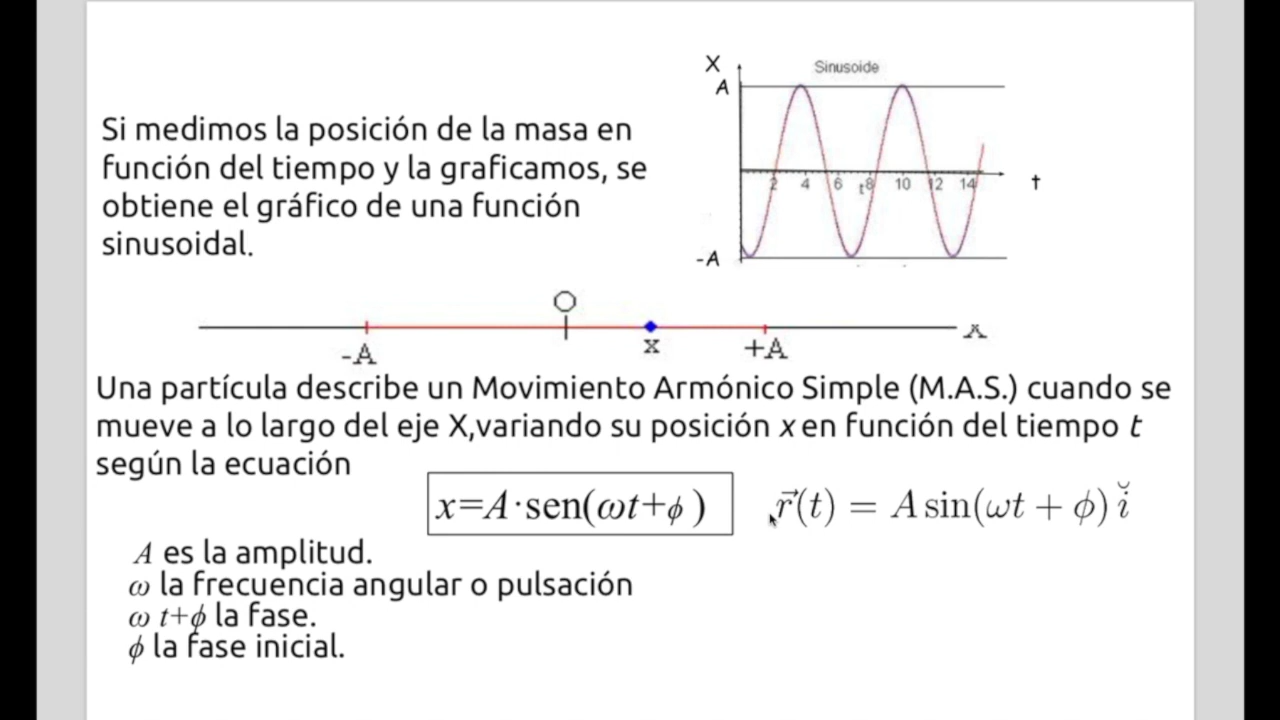 X
Sinusoide
A
Si medimos la posición de la masa en
función del tiempo y la graficamos, se
obtiene el gráfico de una función
sinusoidal.
2 4 6 t 8 10 12 14
t
-A
O
-A
x
+A
X
Una partícula describe un Movimiento Armónico Simple (M.A.S.) cuando se
mueve a lo largo del eje X,variando su posición x en función del tiempo t
según la ecuación
x=A·sen(ωt+ϕ)
r⃗(t) = A sin(ωt + ϕ) ĭ
A es la amplitud.
ω la frecuencia angular o pulsación
ω t+ϕ la fase.
ϕ la fase inicial.